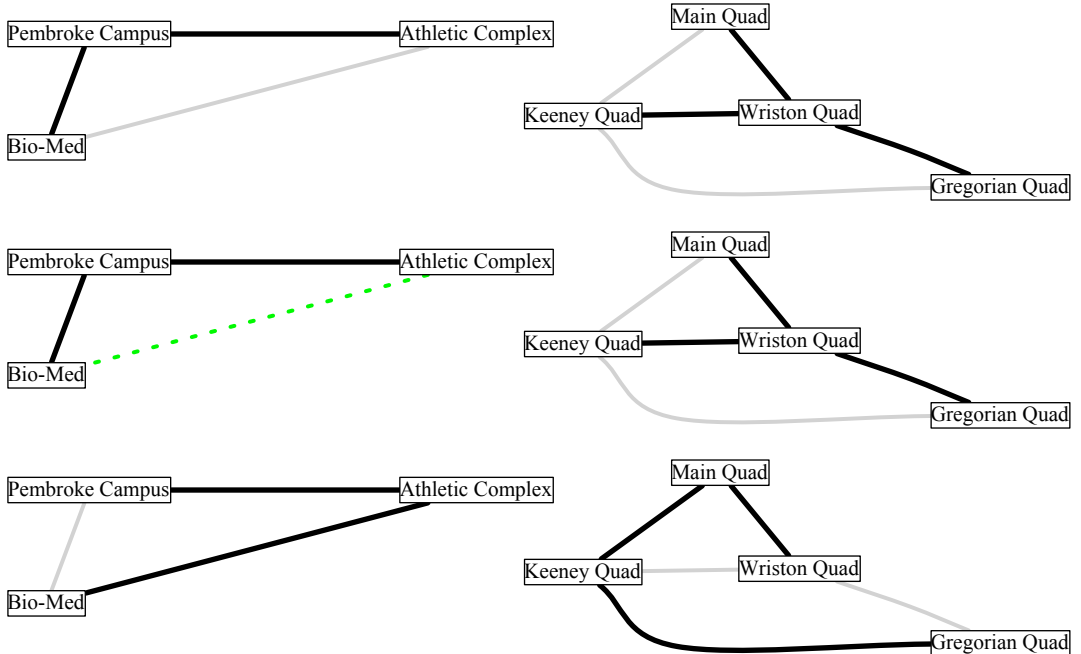 Main Quad
Pembroke Campus
Athletic Complex
Keeney Quad
Wriston Quad
Bio-Med
Gregorian Quad
Main Quad
Pembroke Campus
Athletic Complex
Keeney Quad
Wriston Quad
Bio-Med
Gregorian Quad
Main Quad
Pembroke Campus
Athletic Complex
Keeney Quad
Wriston Quad
Bio-Med
Gregorian Quad